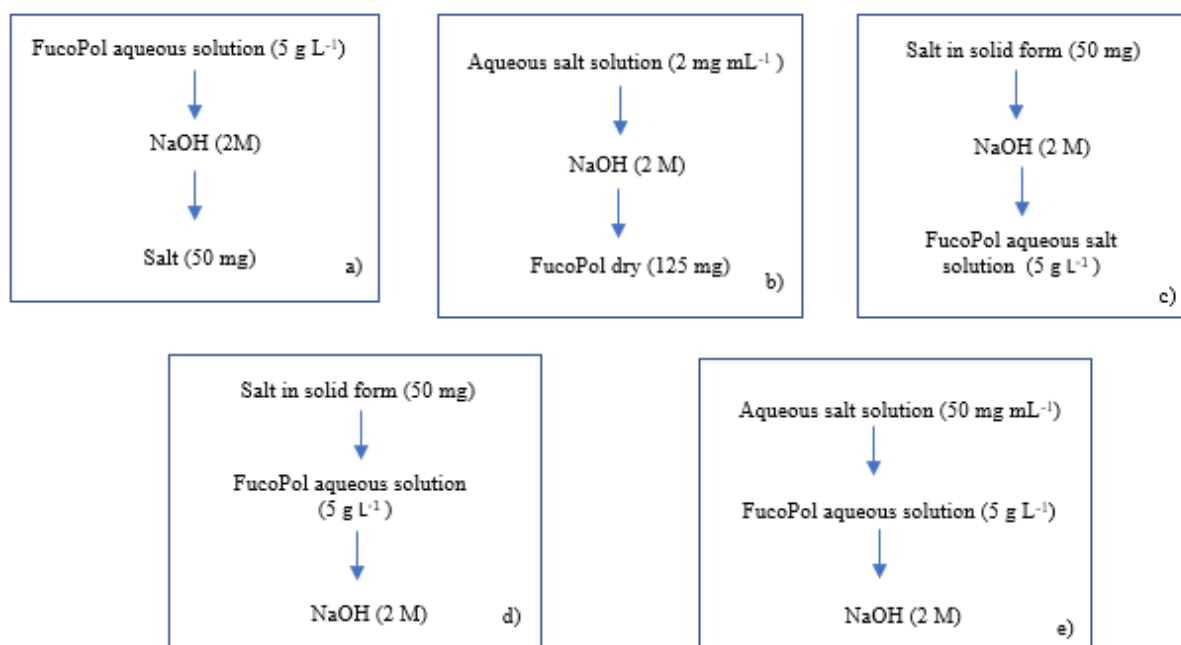 FucoPol aqueous solution (5 g L⁻¹)
NaOH (2M)
Salt (50 mg)
a)
Aqueous salt solution (2 mg mL⁻¹ )
NaOH (2 M)
FucoPol dry (125 mg)
b)
Salt in solid form (50 mg)
NaOH (2 M)
FucoPol aqueous salt
solution (5 g L⁻¹ )
c)
Salt in solid form (50 mg)
FucoPol aqueous solution
(5 g L⁻¹ )
NaOH (2 M)
d)
Aqueous salt solution (50 mg mL⁻¹)
FucoPol aqueous solution (5 g L⁻¹)
NaOH (2 M)
e)